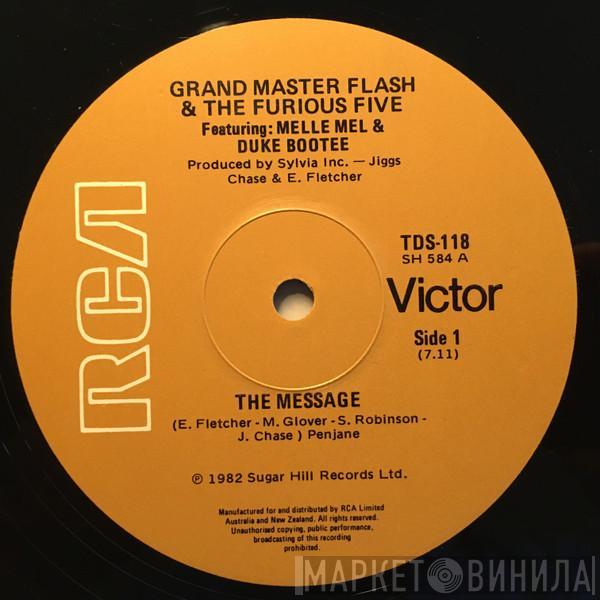 GRAND MASTER FLASH
& THE FURIOUS FIVE
Featuring: MELLE MEL &
DUKE BOOTEE
Produced by Sylvia Inc. — Jiggs
Chase & E. Fletcher
RCA
TDS-118
SH 584 A
Victor
Side 1
(7.11)
THE MESSAGE
(E. Fletcher - M. Glover - S. Robinson -
J. Chase ) Penjane
℗ 1982 Sugar Hill Records Ltd.
Manufactured for and distributed by RCA Limited
Australia and New Zealand. All rights reserved.
Unauthorised copying, public performance,
broadcasting of this recording
prohibited.
МАРКЕТ ВИНИЛА